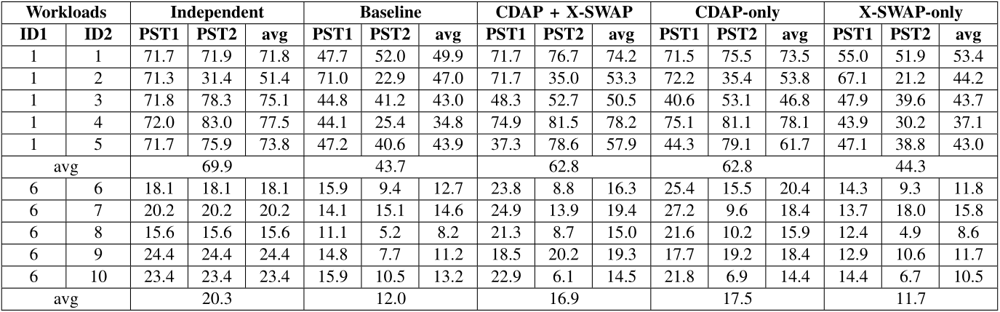 Workloads Independent Baseline CDAP + X-SWAP CDAP-only X-SWAP-only
ID1 ID2 PST1 PST2 avg PST1 PST2 avg PST1 PST2 avg PST1 PST2 avg PST1 PST2 avg
1 1 71.7 71.9 71.8 47.7 52.0 49.9 71.7 76.7 74.2 71.5 75.5 73.5 55.0 51.9 53.4
1 2 71.3 31.4 51.4 71.0 22.9 47.0 71.7 35.0 53.3 72.2 35.4 53.8 67.1 21.2 44.2
1 3 71.8 78.3 75.1 44.8 41.2 43.0 48.3 52.7 50.5 40.6 53.1 46.8 47.9 39.6 43.7
1 4 72.0 83.0 77.5 44.1 25.4 34.8 74.9 81.5 78.2 75.1 81.1 78.1 43.9 30.2 37.1
1 5 71.7 75.9 73.8 47.2 40.6 43.9 37.3 78.6 57.9 44.3 79.1 61.7 47.1 38.8 43.0
avg 69.9 43.7 62.8 62.8 44.3
6 6 18.1 18.1 18.1 15.9 9.4 12.7 23.8 8.8 16.3 25.4 15.5 20.4 14.3 9.3 11.8
6 7 20.2 20.2 20.2 14.1 15.1 14.6 24.9 13.9 19.4 27.2 9.6 18.4 13.7 18.0 15.8
6 8 15.6 15.6 15.6 11.1 5.2 8.2 21.3 8.7 15.0 21.6 10.2 15.9 12.4 4.9 8.6
6 9 24.4 24.4 24.4 14.8 7.7 11.2 18.5 20.2 19.3 17.7 19.2 18.4 12.9 10.6 11.7
6 10 23.4 23.4 23.4 15.9 10.5 13.2 22.9 6.1 14.5 21.8 6.9 14.4 14.4 6.7 10.5
avg 20.3 12.0 16.9 17.5 11.7